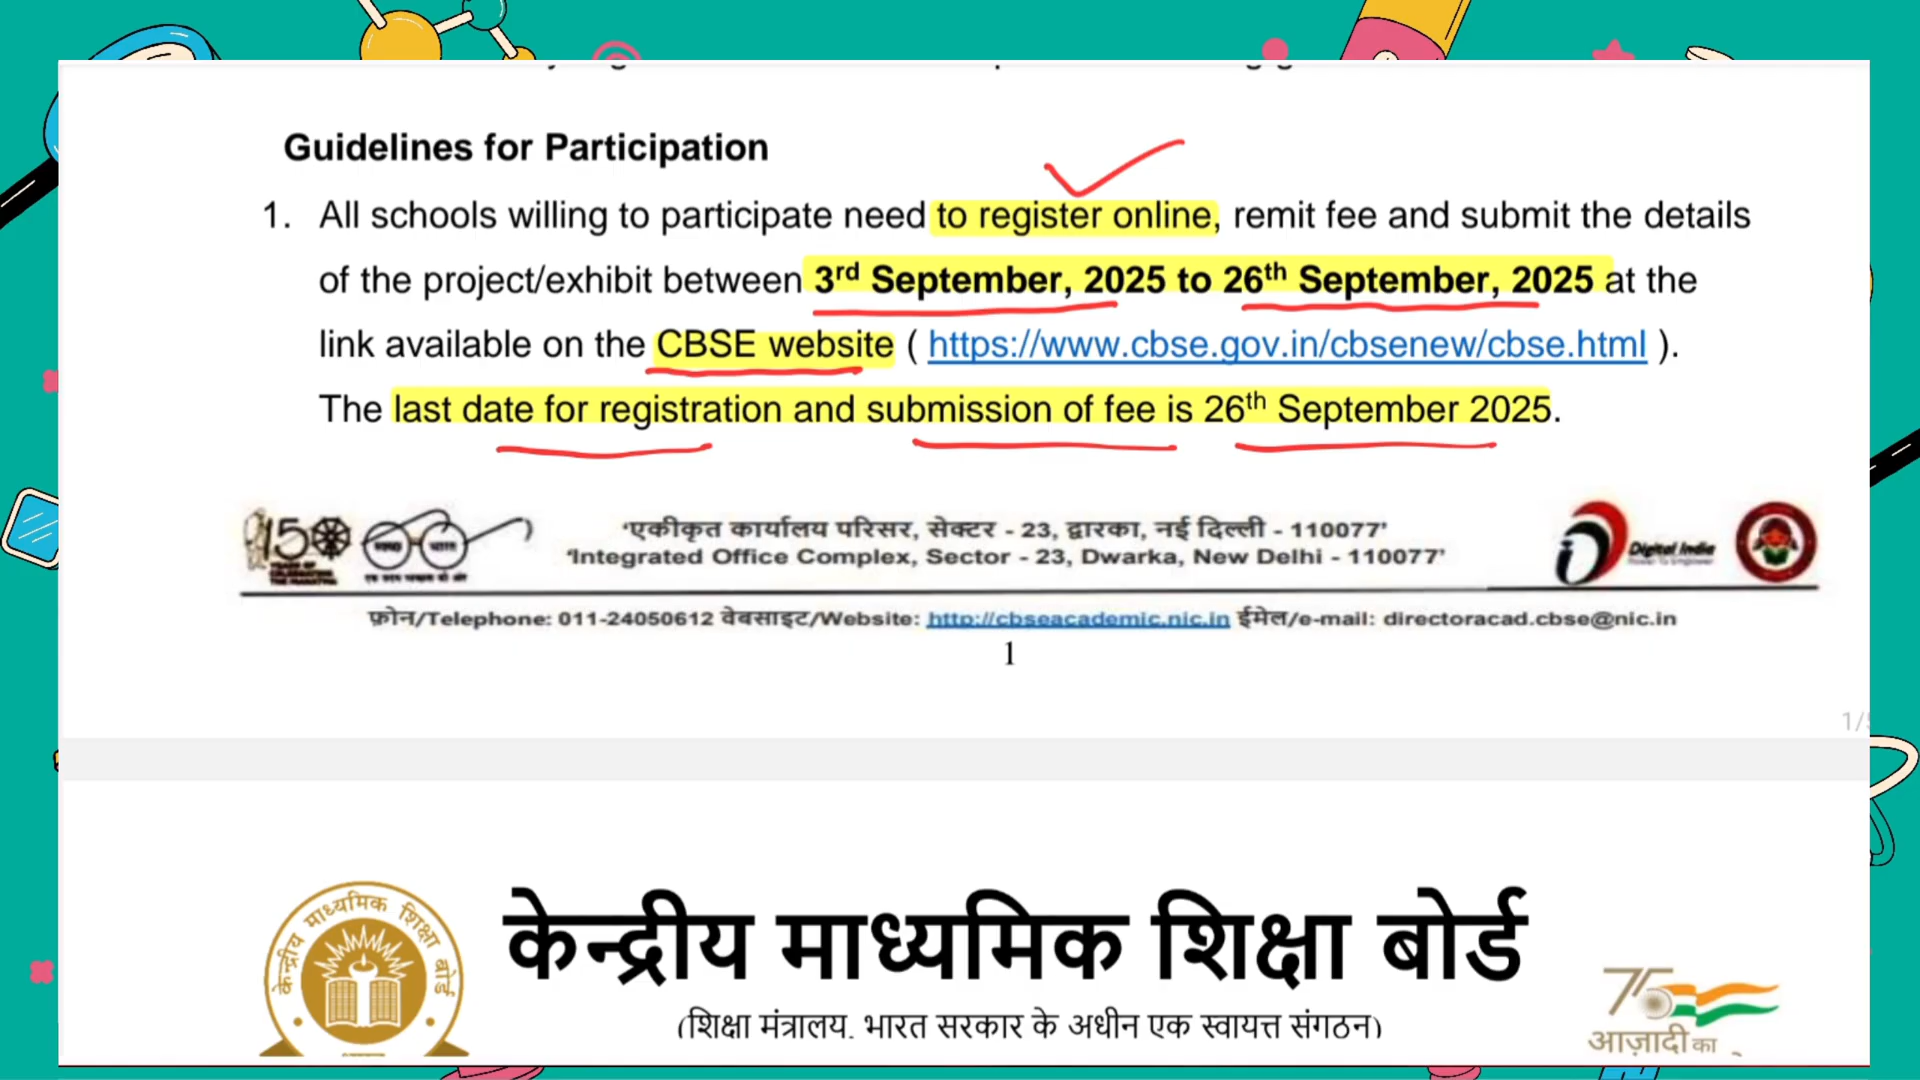 Guidelines for Participation
1. All schools willing to participate need to register online, remit fee and submit the details
of the project/exhibit between 3rd September, 2025 to 26th September, 2025 at the
link available on the CBSE website ( https://www.cbse.gov.in/cbsenew/cbse.html ).
The last date for registration and submission of fee is 26th September 2025.
150
'एकीकृत कार्यालय परिसर, सेक्टर - 23, द्वारका, नई दिल्ली - 110077'
'Integrated Office Complex, Sector - 23, Dwarka, New Delhi - 110077'
Digital India
फ़ोन/Telephone: 011-24050612 वेबसाइट/Website: http://cbseacademic.nic.in ईमेल/e-mail: directoracad.cbse@nic.in
1
केन्द्रीय माध्यमिक शिक्षा बोर्ड
केन्द्रीय माध्यमिक शिक्षा बोर्ड
(शिक्षा मंत्रालय, भारत सरकार के अधीन एक स्वायत्त संगठन)
75
आज़ादी का